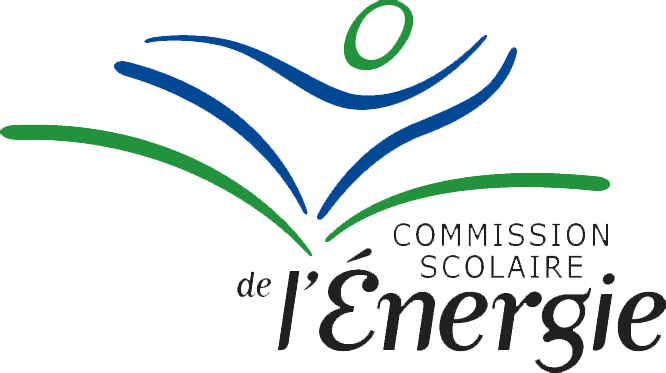 COMMISSION
SCOLAIRE
de l'Énergie